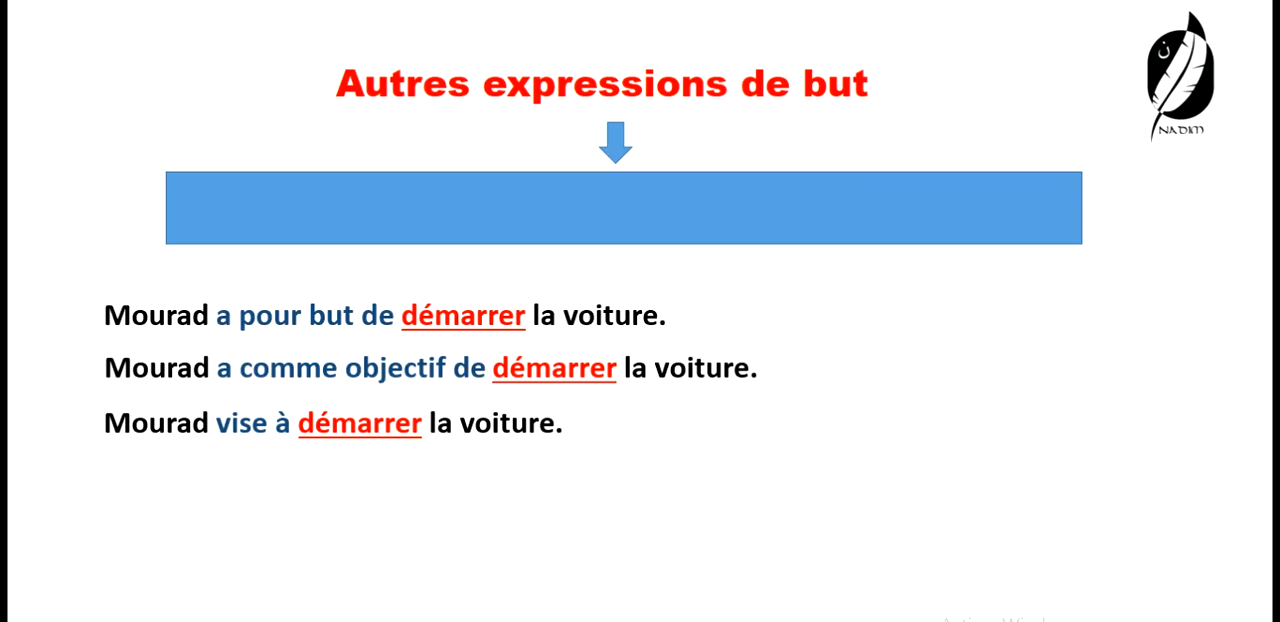 Autres expressions de but
NADIM
Mourad a pour but de démarrer la voiture.
Mourad a comme objectif de démarrer la voiture.
Mourad vise à démarrer la voiture.